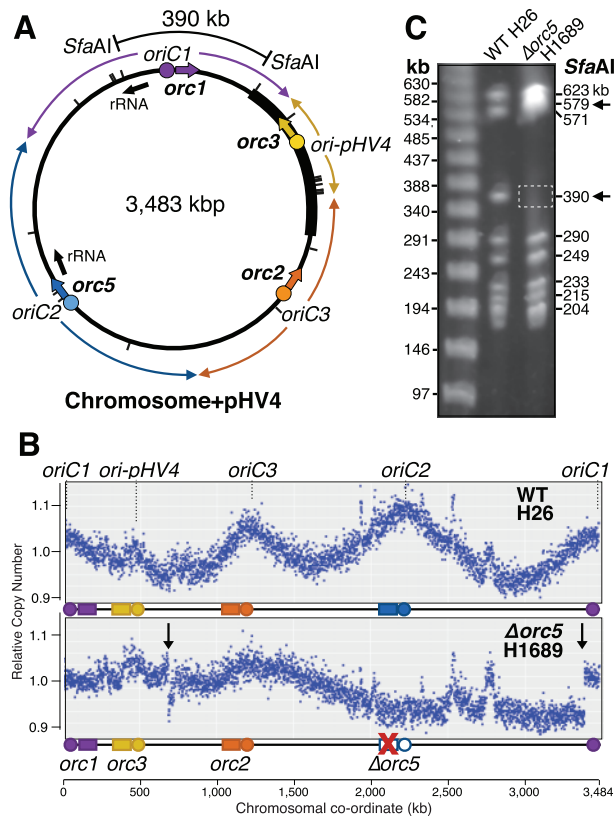 A
390 kb
SfaAI
oriC1
SfaAI
rRNA
orc1
orc3
ori-pHV4
3,483 kbp
rRNA
orc5
orc2
oriC2
oriC3
Chromosome+pHV4
C
WT H26
Δorc5
H1689
kb
SfaAI
630
582
534
485
437
388
340
291
243
194
146
97
623 kb
579
571
390
290
249
233
215
204
B
oriC1 ori-pHV4 oriC3 oriC2 oriC1
WT
H26
1.1
1.0
0.9
Relative Copy Number
Δorc5
H1689
1.1
1.0
0.9
X
orc1 orc3 orc2 Δorc5
0 500 1,000 1,500 2,000 2,500 3,000 3,484
Chromosomal co-ordinate (kb)